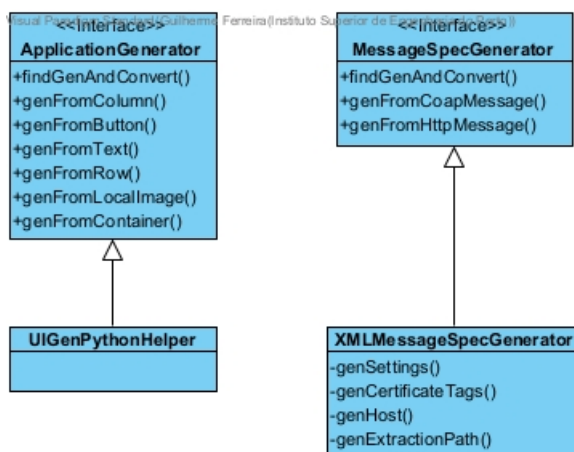 Visual Paradigm Standard(Guilherme Ferreira(Instituto Superior de Engenharia do Porto))
<<Interface>>
ApplicationGenerator
+findGenAndConvert()
+genFromColumn()
+genFromButton()
+genFromText()
+genFromRow()
+genFromLocalImage()
+genFromContainer()
UIGenPythonHelper
<<Interface>>
MessageSpecGenerator
+findGenAndConvert()
+genFromCoapMessage()
+genFromHttpMessage()
XMLMessageSpecGenerator
-genSettings()
-genCertificateTags()
-genHost()
-genExtractionPath()